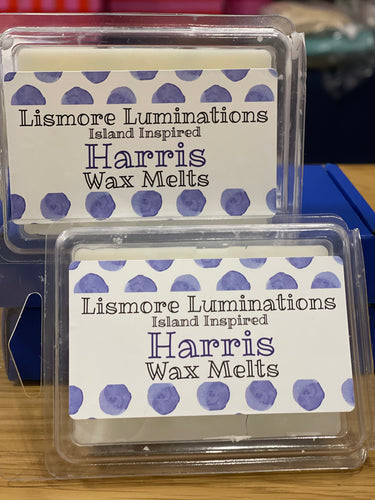 Lismore Luminations
Island Inspired
Harris
Wax Melts
Lismore Luminations
Island Inspired
Harris
Wax Melts